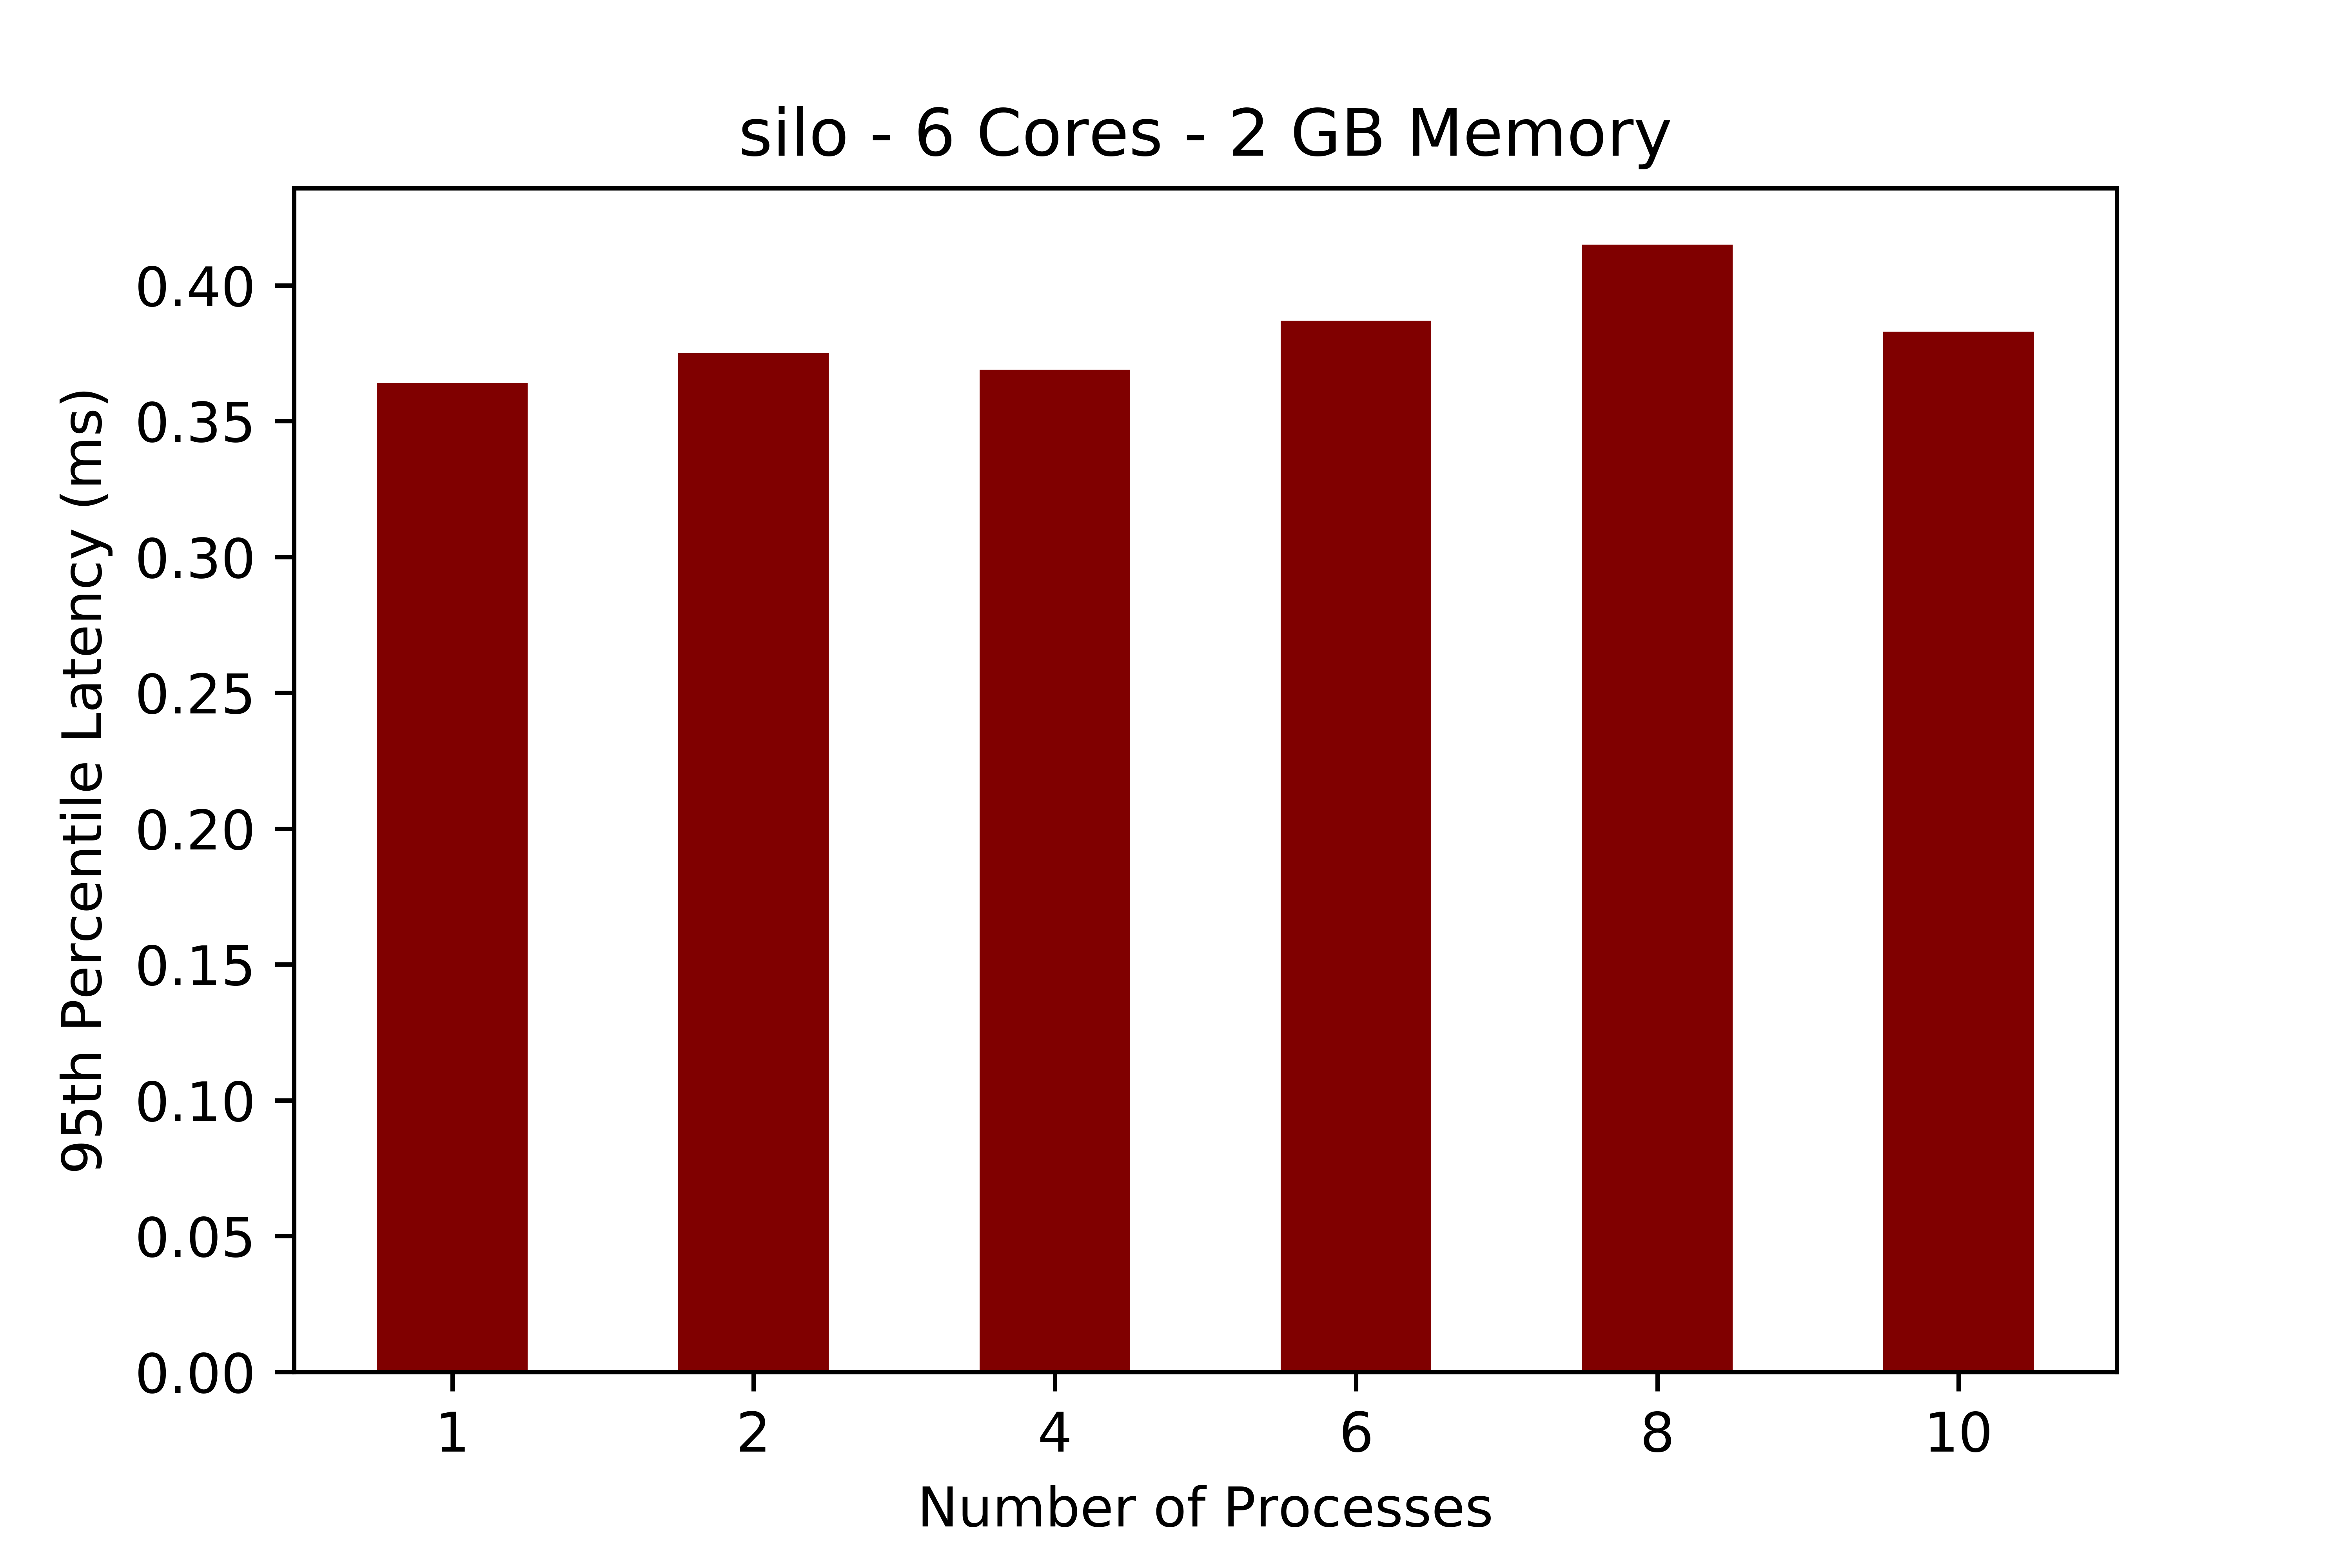 silo - 6 Cores - 2 GB Memory
95th Percentile Latency (ms)
0.40
0.35
0.30
0.25
0.20
0.15
0.10
0.05
0.00
1 2 4 6 8 10
Number of Processes